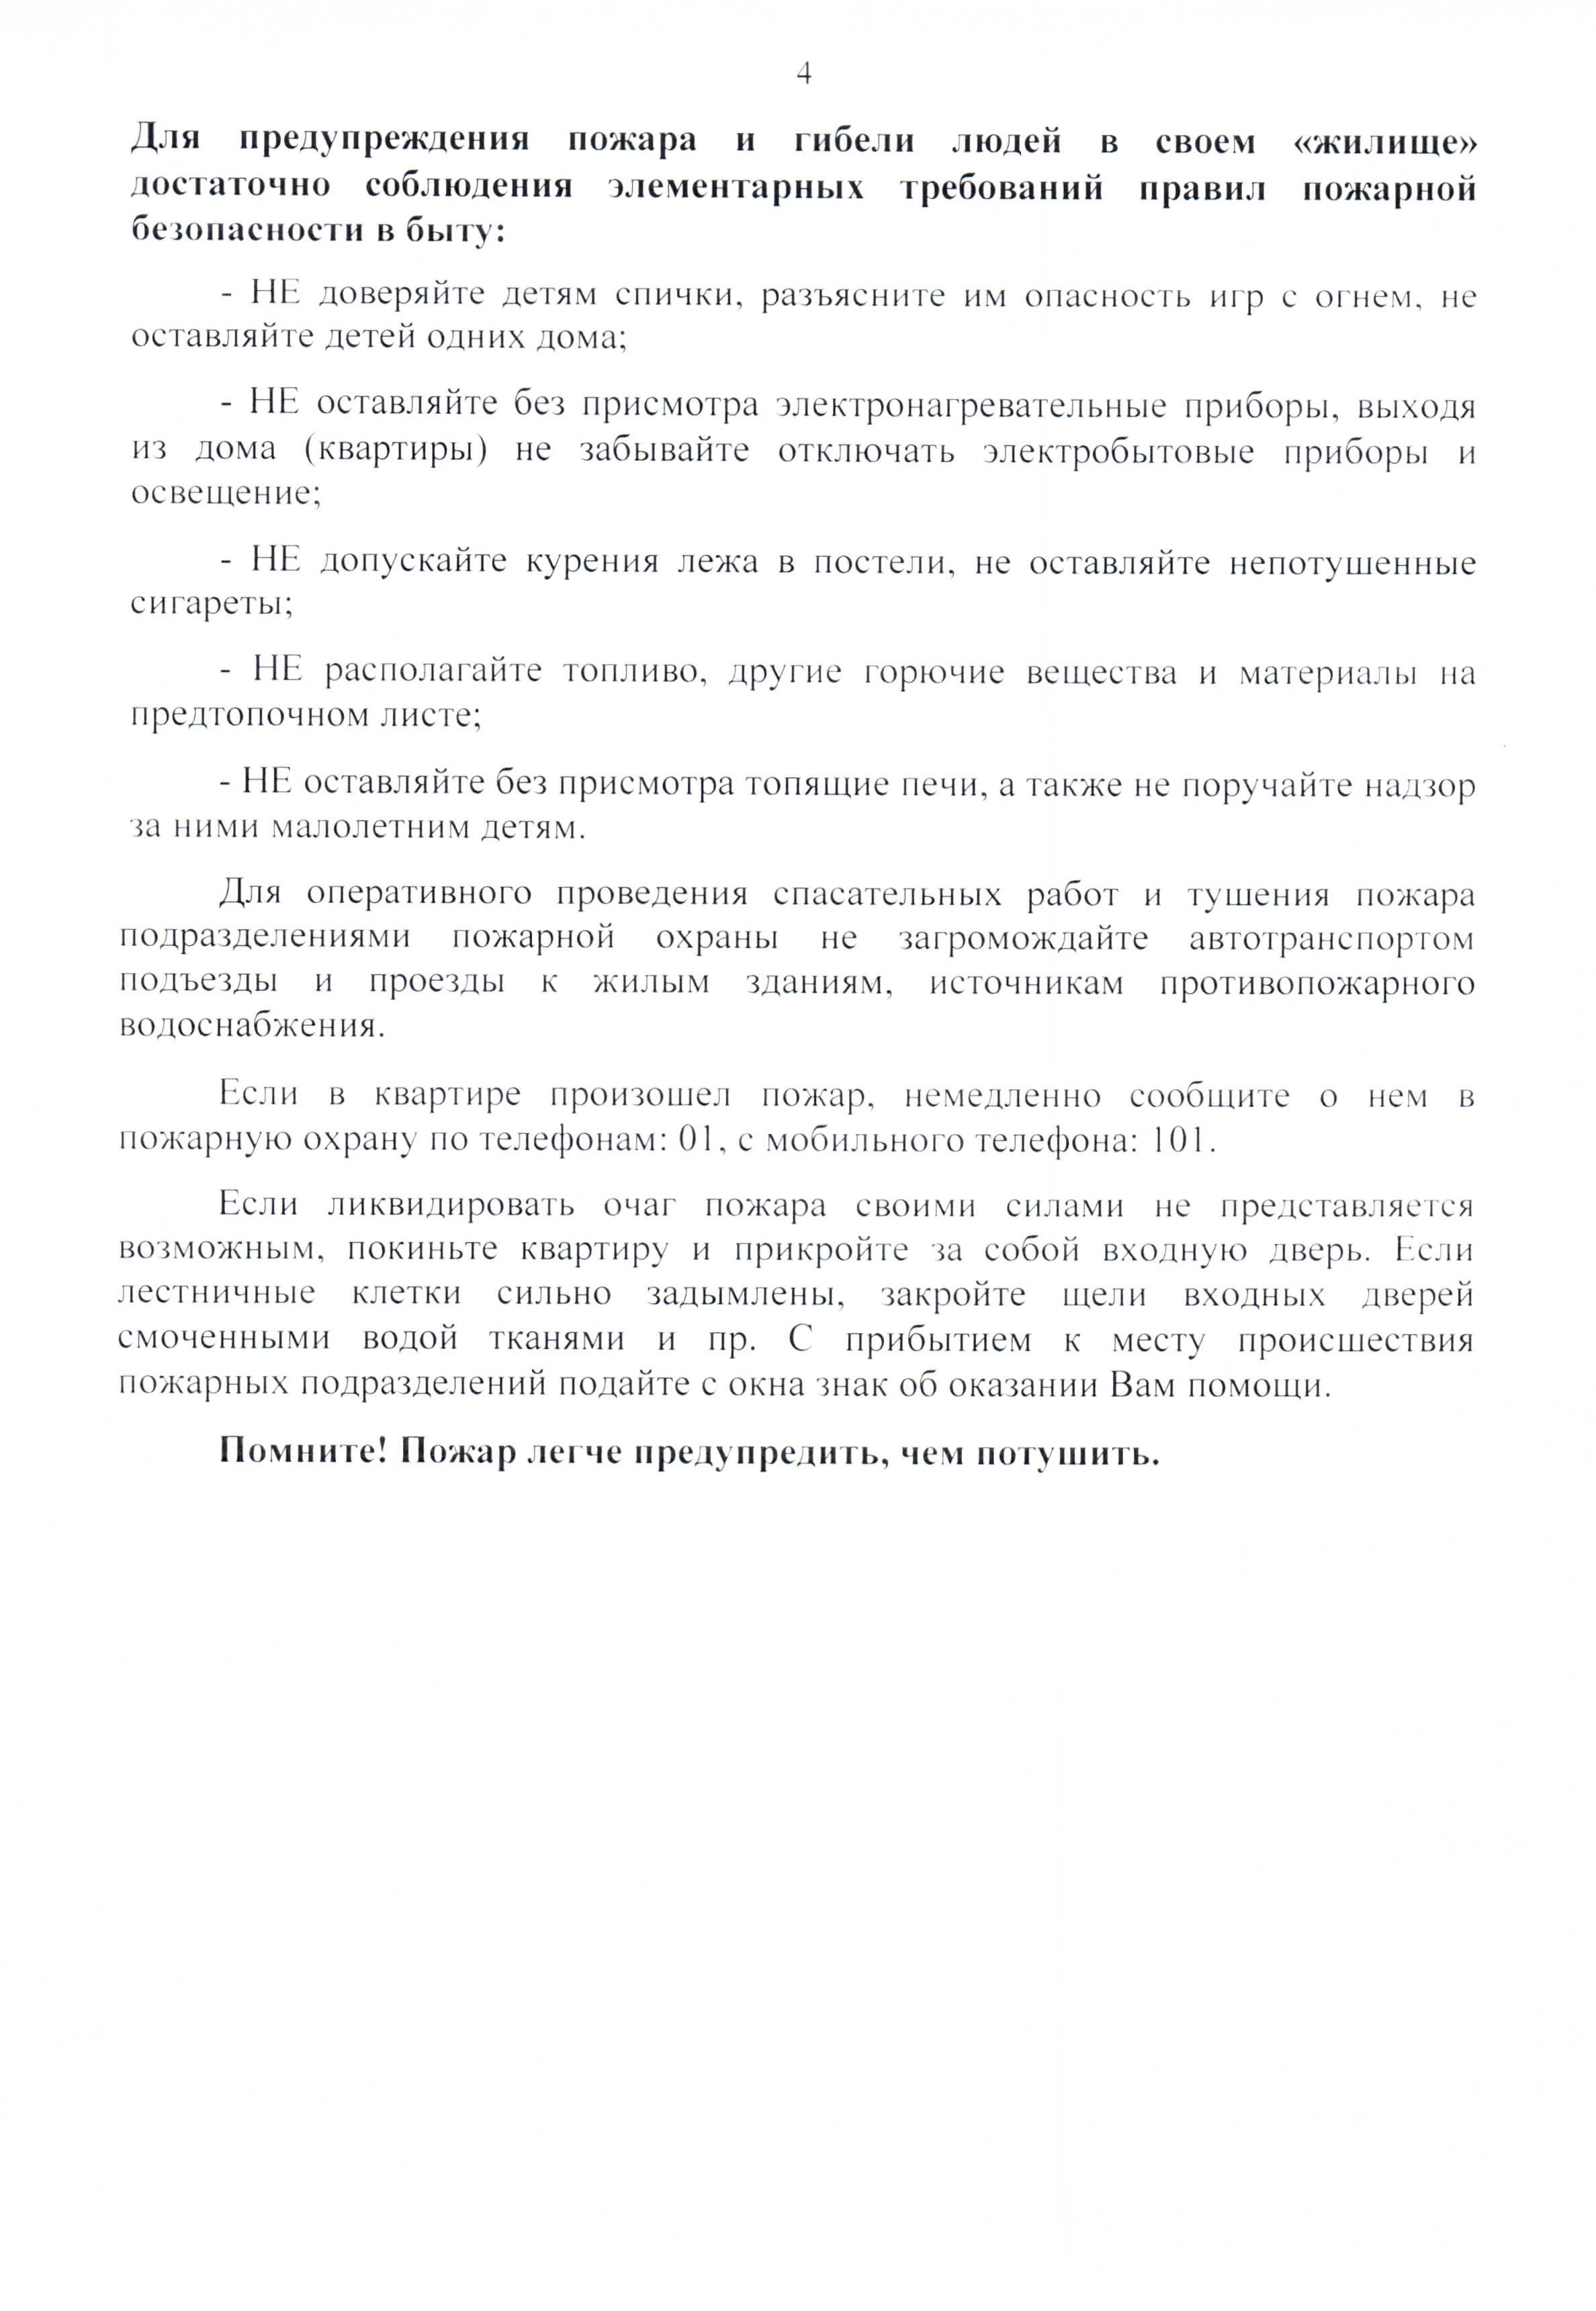 4
Для предупреждения пожара и гибели людей в своем «жилище»
достаточно соблюдения элементарных требований правил пожарной
безопасности в быту:
- НЕ доверяйте детям спички, разъясните им опасность игр с огнем, не
оставляйте детей одних дома;
- НЕ оставляйте без присмотра электронагревательные приборы, выходя
из дома (квартиры) не забывайте отключать электробытовые приборы и
освещение;
- НЕ допускайте курения лежа в постели, не оставляйте непотушенные
сигареты;
- НЕ располагайте топливо, другие горючие вещества и материалы на
предтопочном листе;
- НЕ оставляйте без присмотра топящие печи, а также не поручайте надзор
за ними малолетним детям.
Для оперативного проведения спасательных работ и тушения пожара
подразделениями пожарной охраны не загромождайте автотранспортом
подъезды и проезды к жилым зданиям, источникам противопожарного
водоснабжения.
Если в квартире произошел пожар, немедленно сообщите о нем в
пожарную охрану по телефонам: 01, с мобильного телефона: 101.
Если ликвидировать очаг пожара своими силами не представляется
возможным, покиньте квартиру и прикройте за собой входную дверь. Если
лестничные клетки сильно задымлены, закройте щели входных дверей
смоченными водой тканями и пр. С прибытием к месту происшествия
пожарных подразделений подайте с окна знак об оказании Вам помощи.
Помните! Пожар легче предупредить, чем потушить.